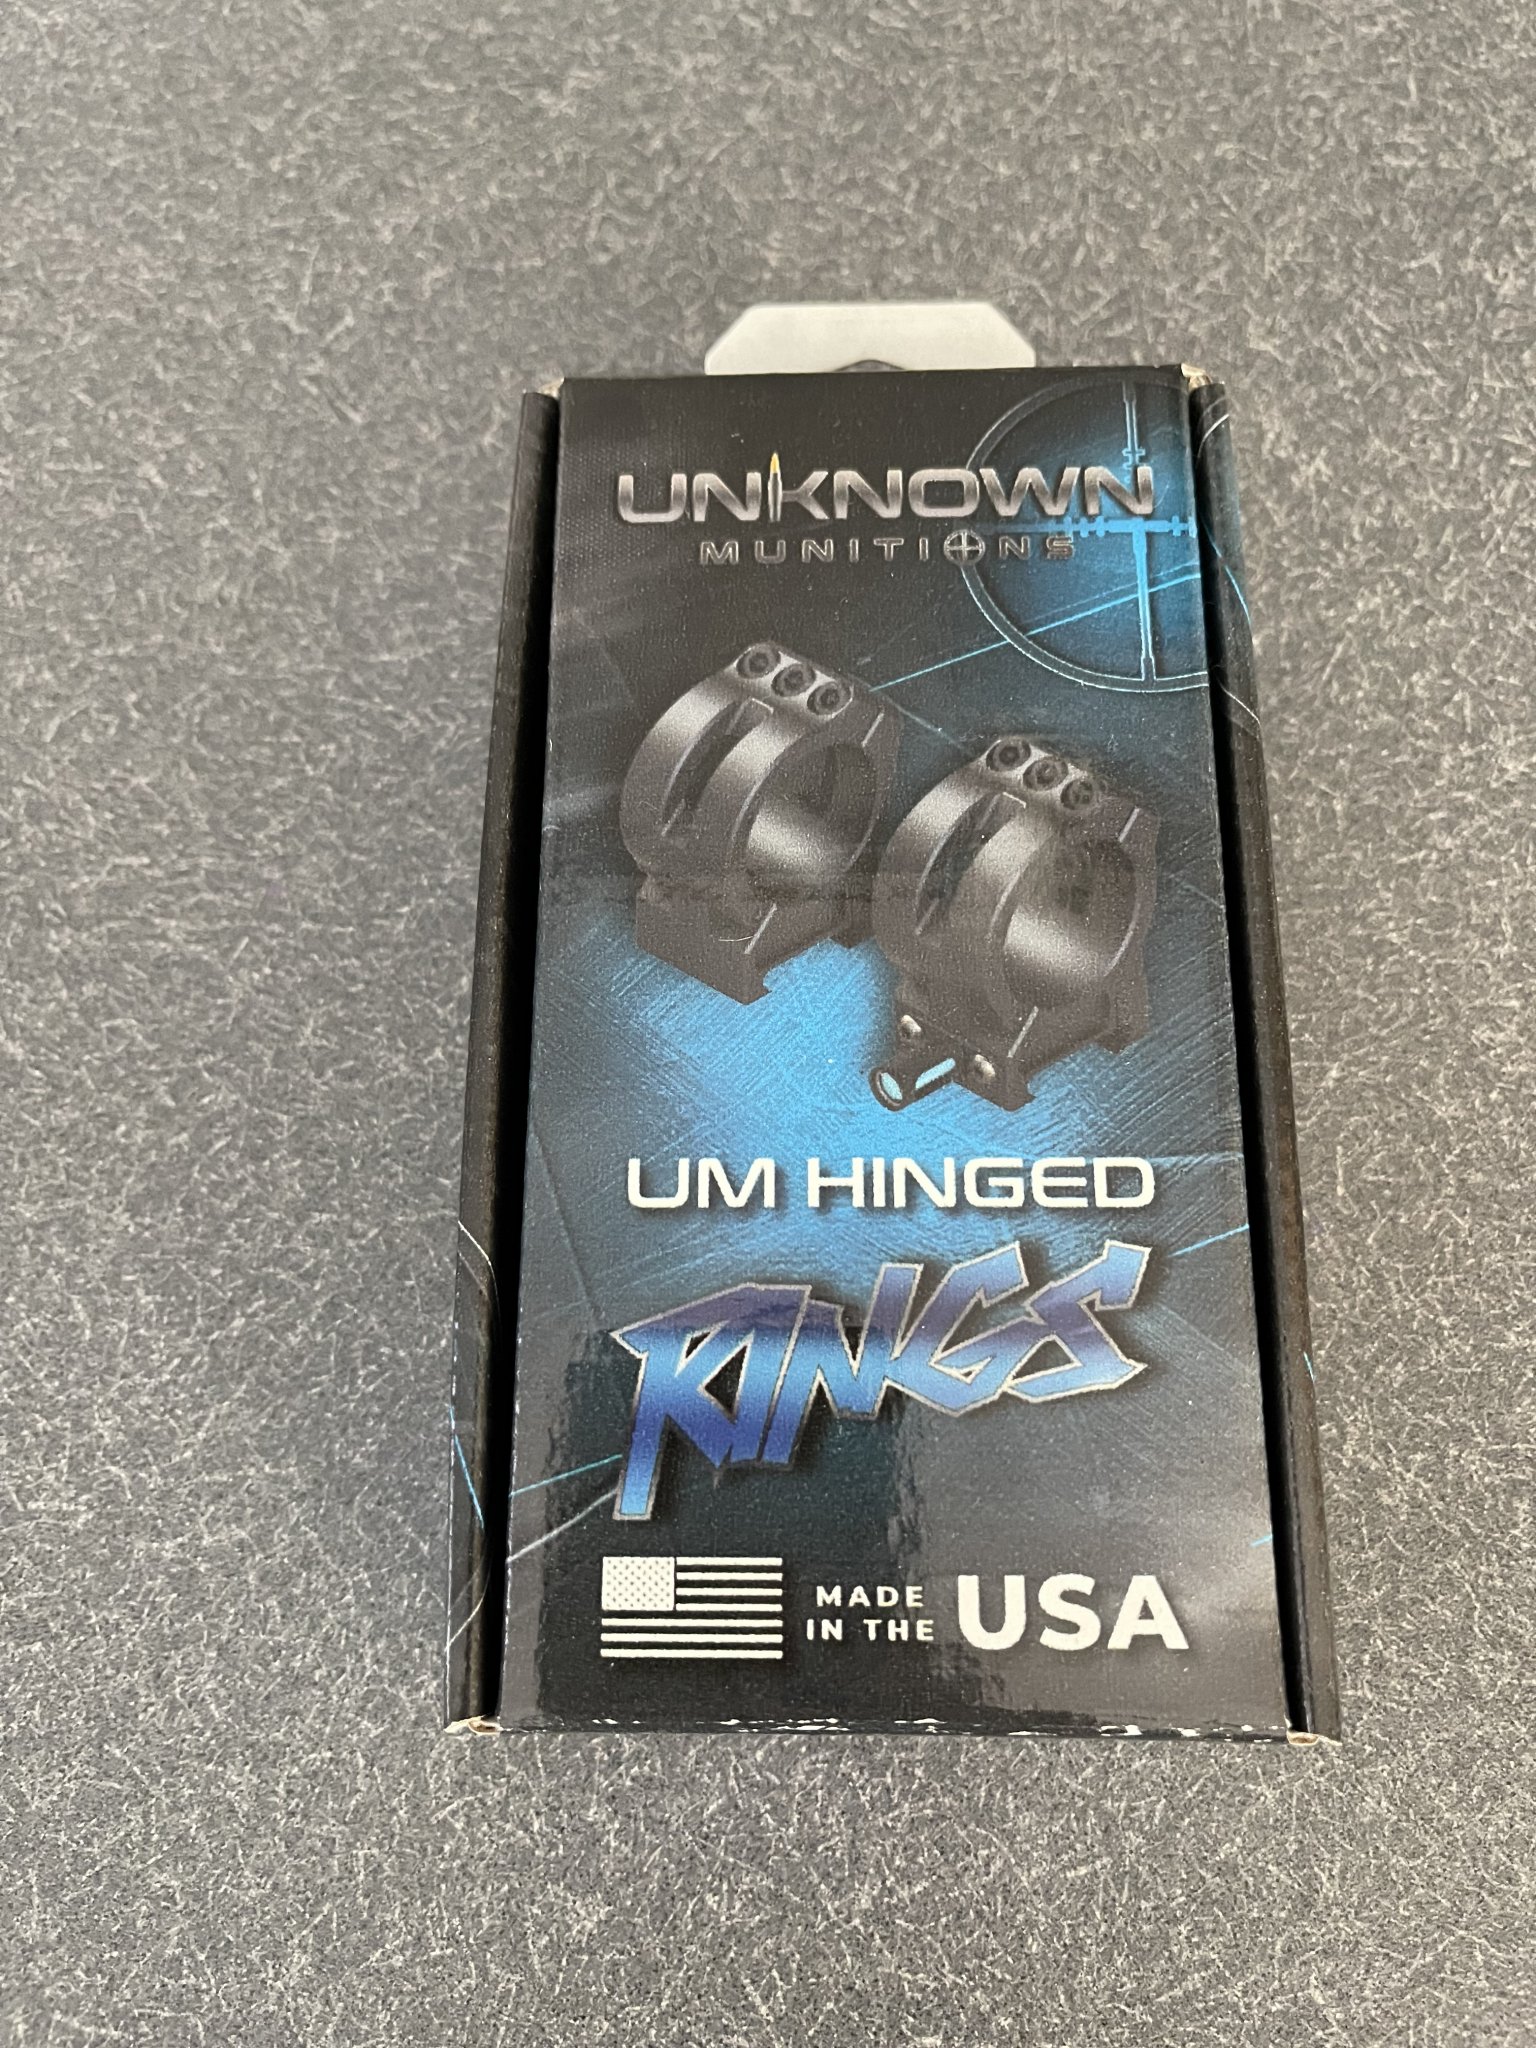 UNKNOWN
MUNITIONS
UM HINGED
RINGS
MADE
IN THE
USA